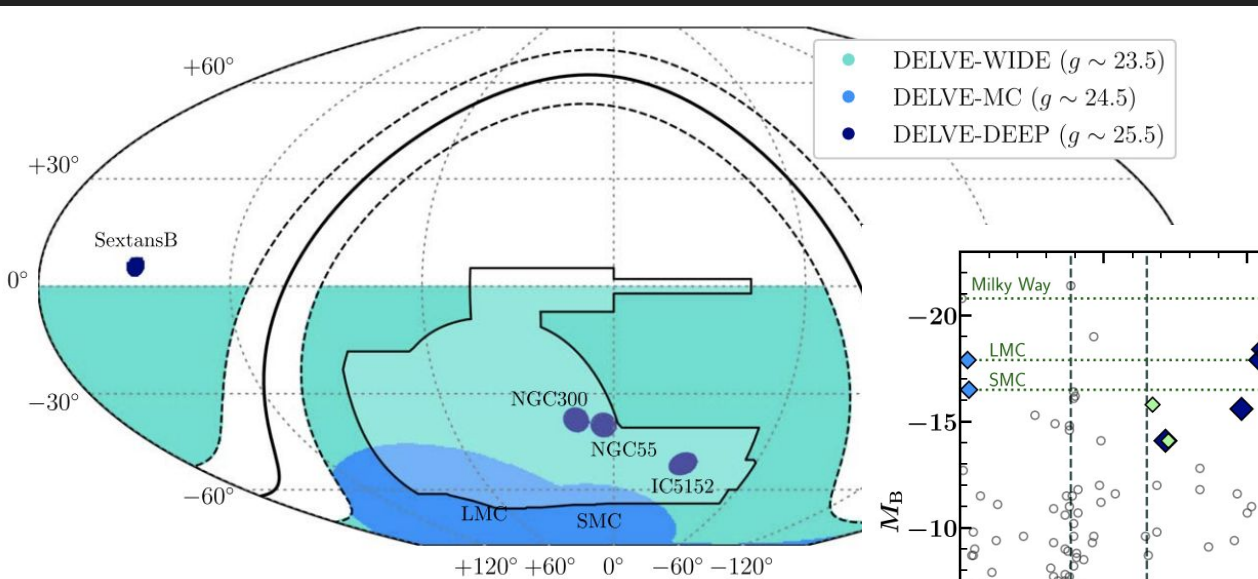 DELVE-WIDE (g ∼ 23.5)
DELVE-MC (g ∼ 24.5)
DELVE-DEEP (g ∼ 25.5)
+60°
+30°
SextansB
0°
−30°
NGC300
NGC55
IC5152
−60°
LMC
SMC
+120° +60° 0° −60° −120°
Milky Way
−20
LMC
SMC
−15
M_B
−10